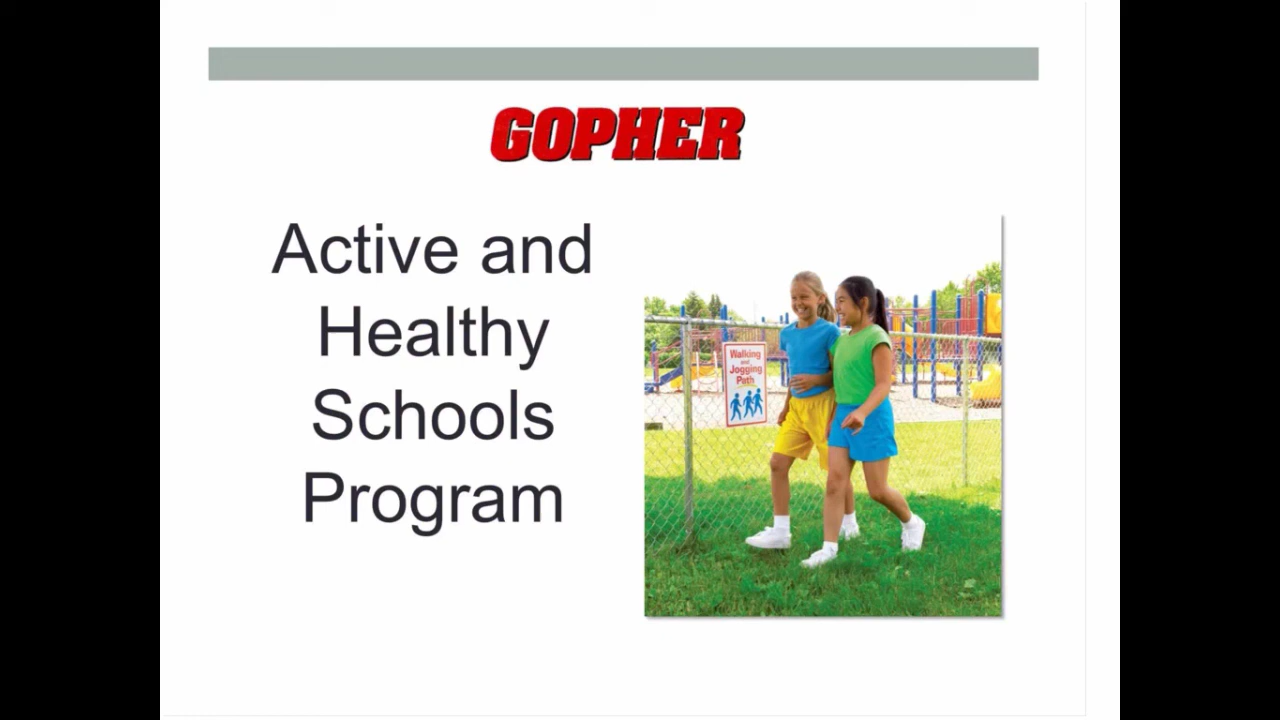 GOPHER
Active and
Healthy
Schools
Program
Walking
and
Jogging
Path